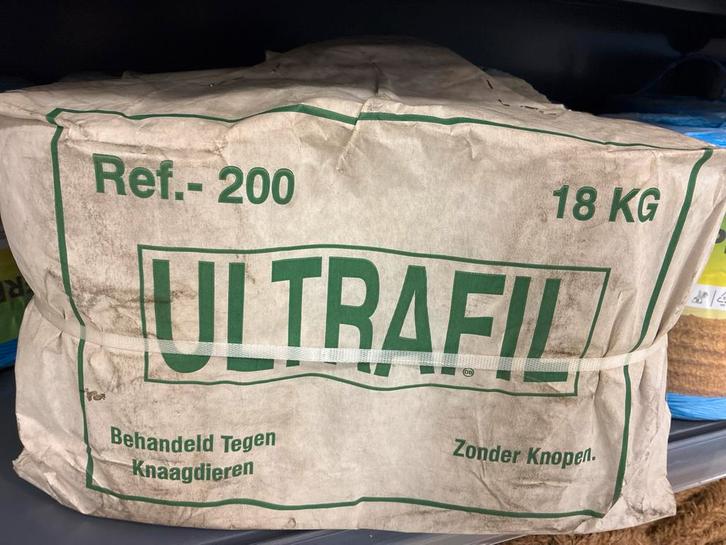 Ref.- 200
18 KG
ULTRAFIL
Behandeld Tegen
Knaagdieren
Zonder Knopen.